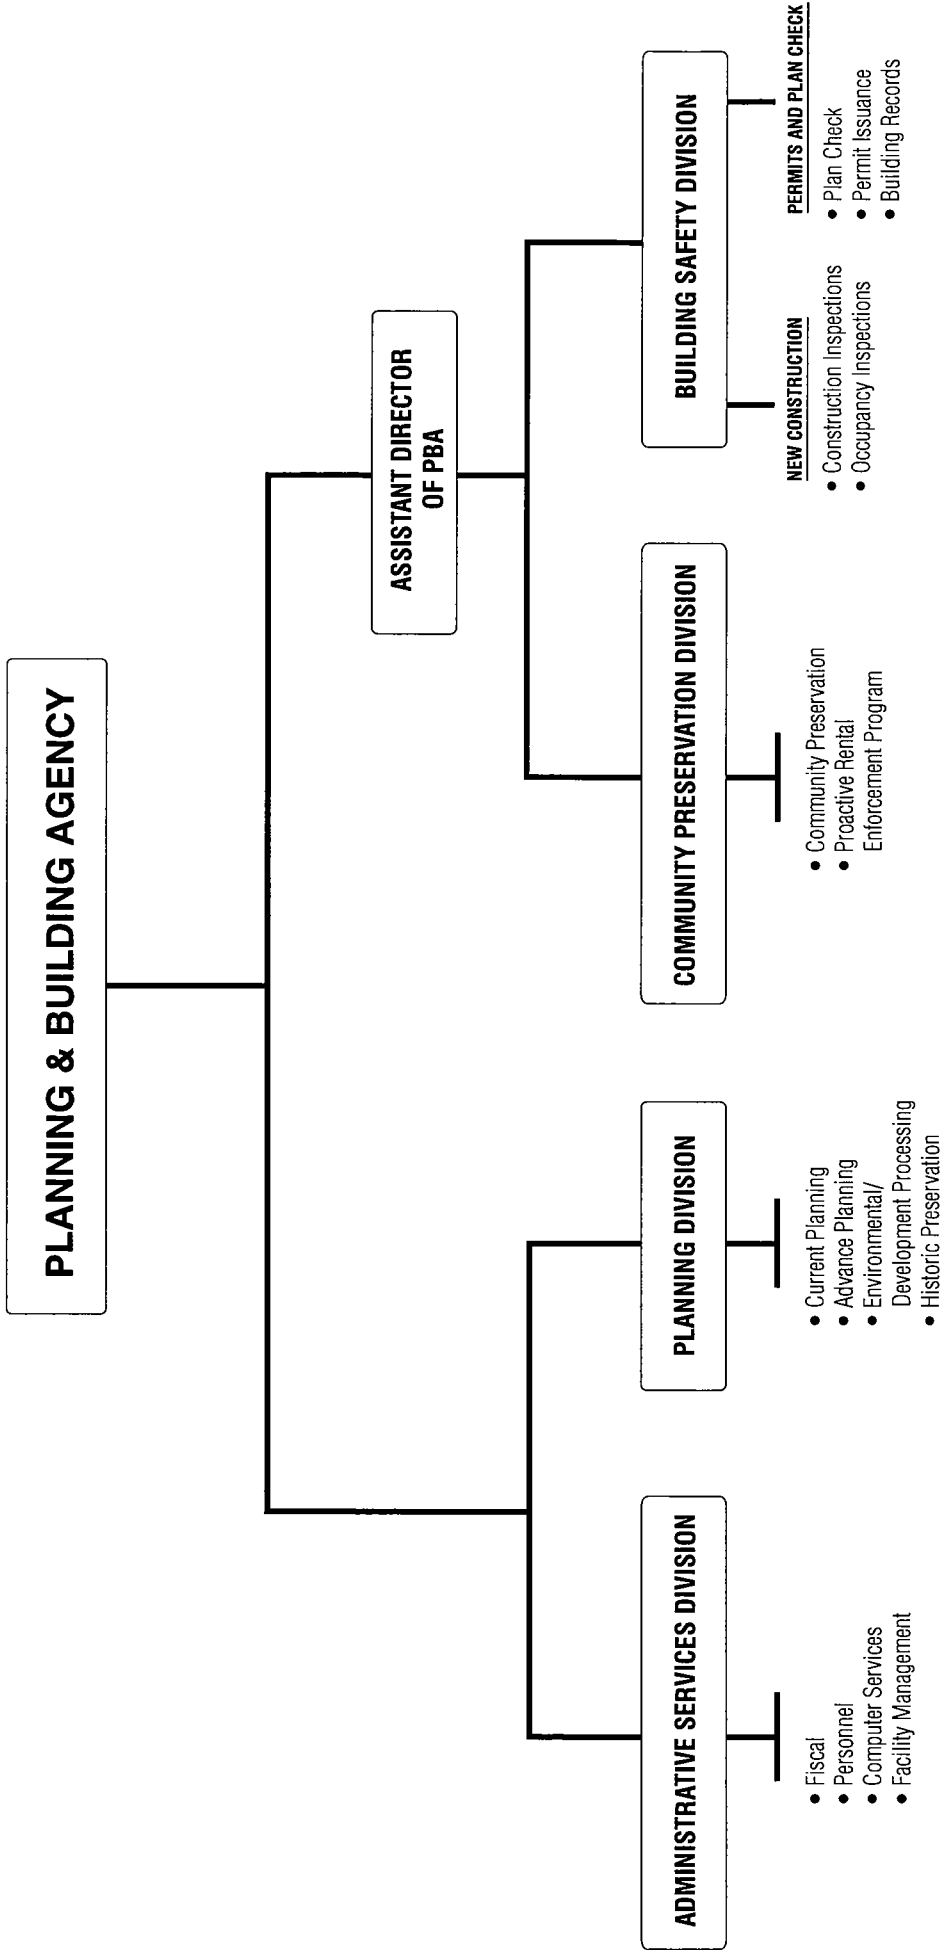 PLANNING & BUILDING AGENCY
ASSISTANT DIRECTOR
OF PBA
ADMINISTRATIVE SERVICES DIVISION
• Fiscal
• Personnel
• Computer Services
• Facility Management
PLANNING DIVISION
• Current Planning
• Advance Planning
• Environmental/
Development Processing
• Historic Preservation
COMMUNITY PRESERVATION DIVISION
• Community Preservation
• Proactive Rental
Enforcement Program
BUILDING SAFETY DIVISION
NEW CONSTRUCTION
• Construction Inspections
• Occupancy Inspections
PERMITS AND PLAN CHECK
• Plan Check
• Permit Issuance
• Building Records